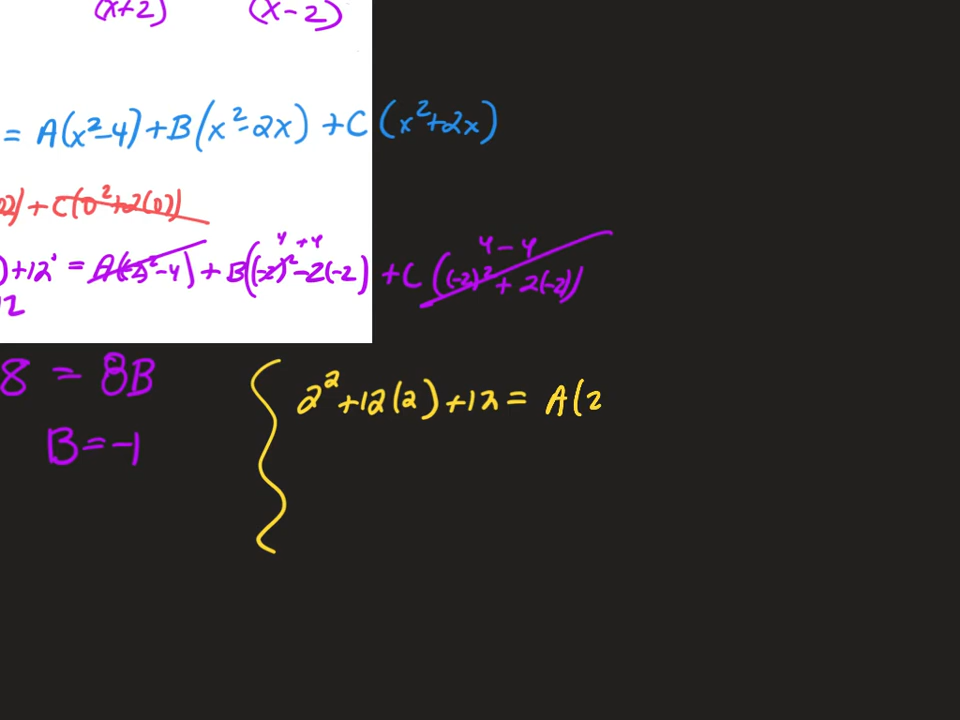 (x+2) (x-2)
= A(x²-4) + B(x²-2x) + C(x²+2x)
) + C(0²+2(0))
4+4 4-4
) + 12 = A((-2)²-4) + B((-2)²-2(-2) + C((-2)² + 2(-2))
2
8 = 8B
2² + 12(2) + 12 = A(2
B = -1